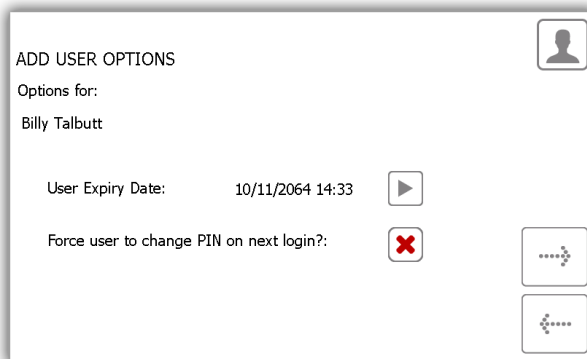 ADD USER OPTIONS
Options for:
Billy Talbutt
User Expiry Date: 10/11/2064 14:33
Force user to change PIN on next login?: